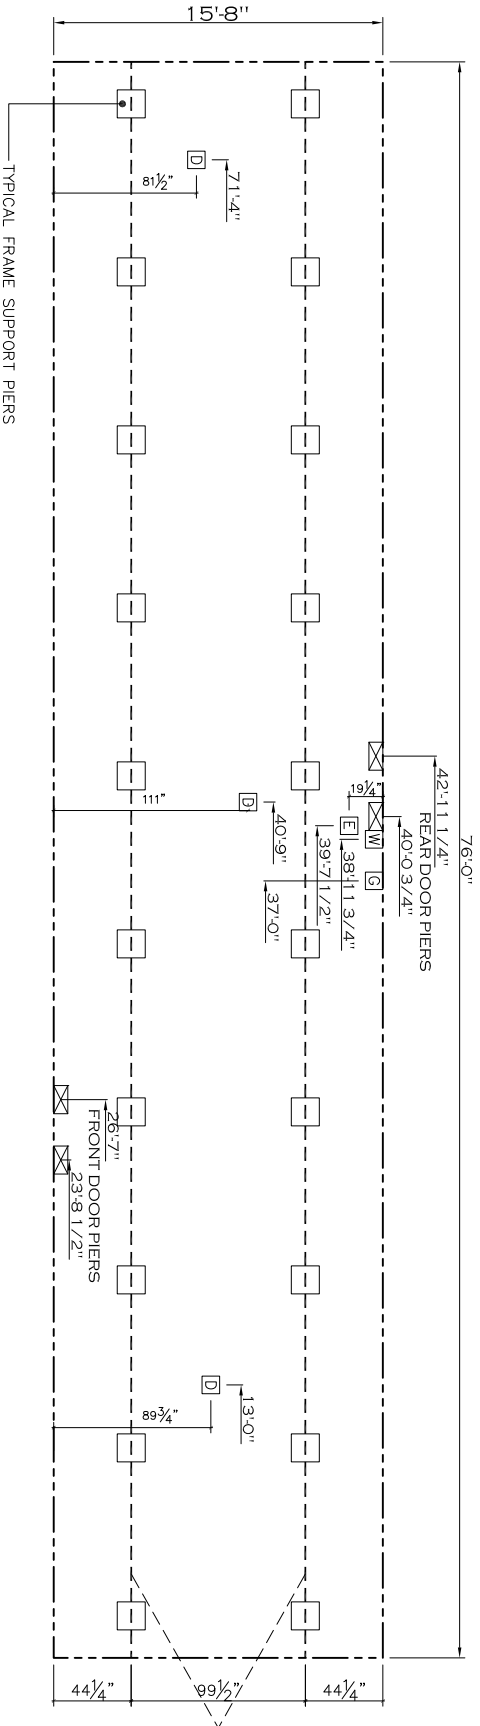 15'-8"
TYPICAL FRAME SUPPORT PIERS
D
81½"
71'-4"
76'-0"
42'-11 1/4"
REAR DOOR PIERS
40'-0 3/4"
19¼"
E
W
G
38'-11 3/4"
39'-7 1/2"
37'-0"
D
40'-9"
111"
26'-7"
FRONT DOOR PIERS
23'-8 1/2"
D
13'-0"
89¾"
44¼"
99½"
44¼"